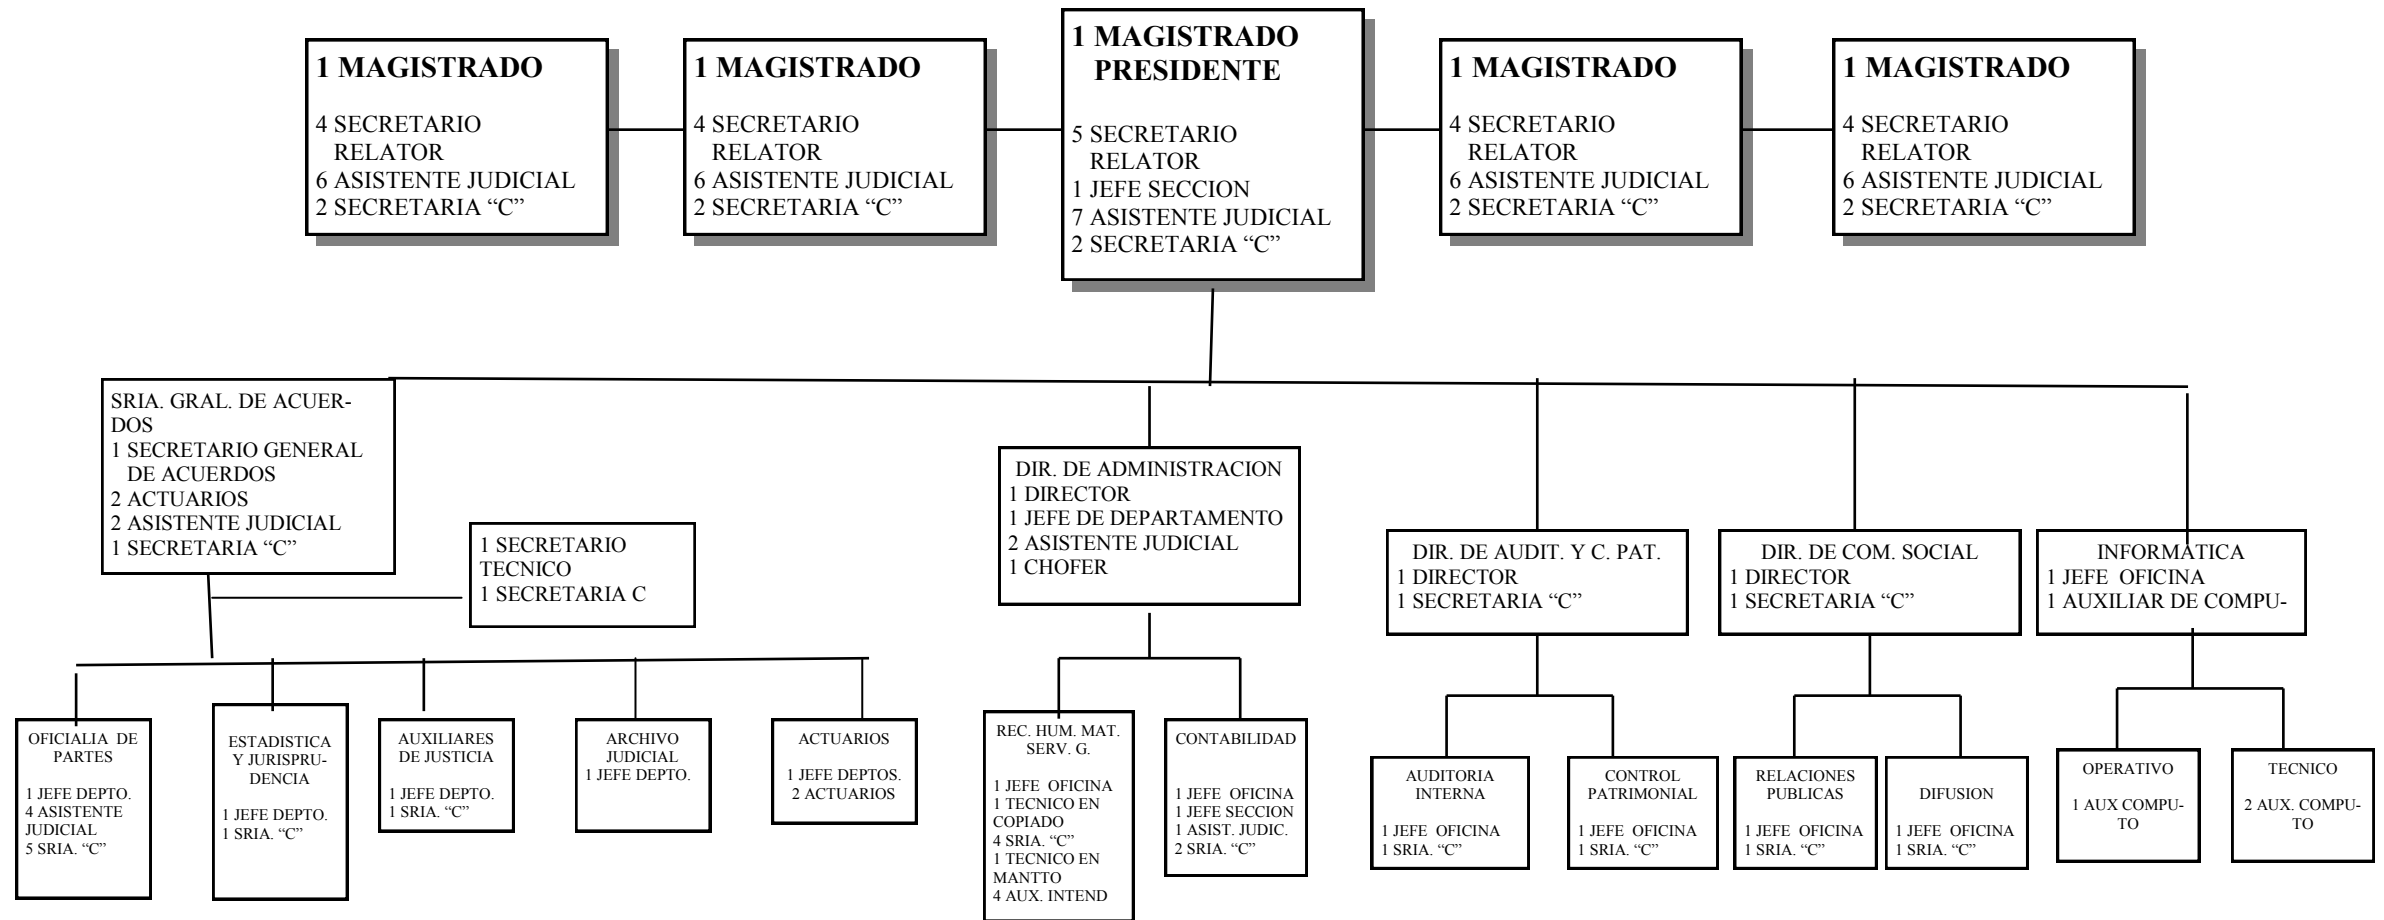 1 MAGISTRADO
4 SECRETARIO
RELATOR
6 ASISTENTE JUDICIAL
2 SECRETARIA “C”
1 MAGISTRADO
4 SECRETARIO
RELATOR
6 ASISTENTE JUDICIAL
2 SECRETARIA “C”
1 MAGISTRADO
PRESIDENTE
5 SECRETARIO
RELATOR
1 JEFE SECCION
7 ASISTENTE JUDICIAL
2 SECRETARIA “C”
1 MAGISTRADO
4 SECRETARIO
RELATOR
6 ASISTENTE JUDICIAL
2 SECRETARIA “C”
1 MAGISTRADO
4 SECRETARIO
RELATOR
6 ASISTENTE JUDICIAL
2 SECRETARIA “C”
SRIA. GRAL. DE ACUER-
DOS
1 SECRETARIO GENERAL
DE ACUERDOS
2 ACTUARIOS
2 ASISTENTE JUDICIAL
1 SECRETARIA “C”
1 SECRETARIO
TECNICO
1 SECRETARIA C
DIR. DE ADMINISTRACION
1 DIRECTOR
1 JEFE DE DEPARTAMENTO
2 ASISTENTE JUDICIAL
1 CHOFER
DIR. DE AUDIT. Y C. PAT.
1 DIRECTOR
1 SECRETARIA “C”
DIR. DE COM. SOCIAL
1 DIRECTOR
1 SECRETARIA “C”
INFORMATICA
1 JEFE OFICINA
1 AUXILIAR DE COMPU-
OFICIALIA DE
PARTES
1 JEFE DEPTO.
4 ASISTENTE
JUDICIAL
5 SRIA. “C”
ESTADISTICA
Y JURISPRU-
DENCIA
1 JEFE DEPTO.
1 SRIA. “C”
AUXILIARES
DE JUSTICIA
1 JEFE DEPTO.
1 SRIA. “C”
ARCHIVO
JUDICIAL
1 JEFE DEPTO.
ACTUARIOS
1 JEFE DEPTOS.
2 ACTUARIOS
REC. HUM. MAT.
SERV. G.
1 JEFE OFICINA
1 TECNICO EN
COPIADO
4 SRIA. “C”
1 TECNICO EN
MANTTO
4 AUX. INTEND
CONTABILIDAD
1 JEFE OFICINA
1 JEFE SECCION
1 ASIST. JUDIC.
2 SRIA. “C”
AUDITORIA
INTERNA
1 JEFE OFICINA
1 SRIA. “C”
CONTROL
PATRIMONIAL
1 JEFE OFICINA
1 SRIA. “C”
RELACIONES
PUBLICAS
1 JEFE OFICINA
1 SRIA. “C”
DIFUSION
1 JEFE OFICINA
1 SRIA. “C”
OPERATIVO
1 AUX COMPU-
TO
TECNICO
2 AUX. COMPU-
TO